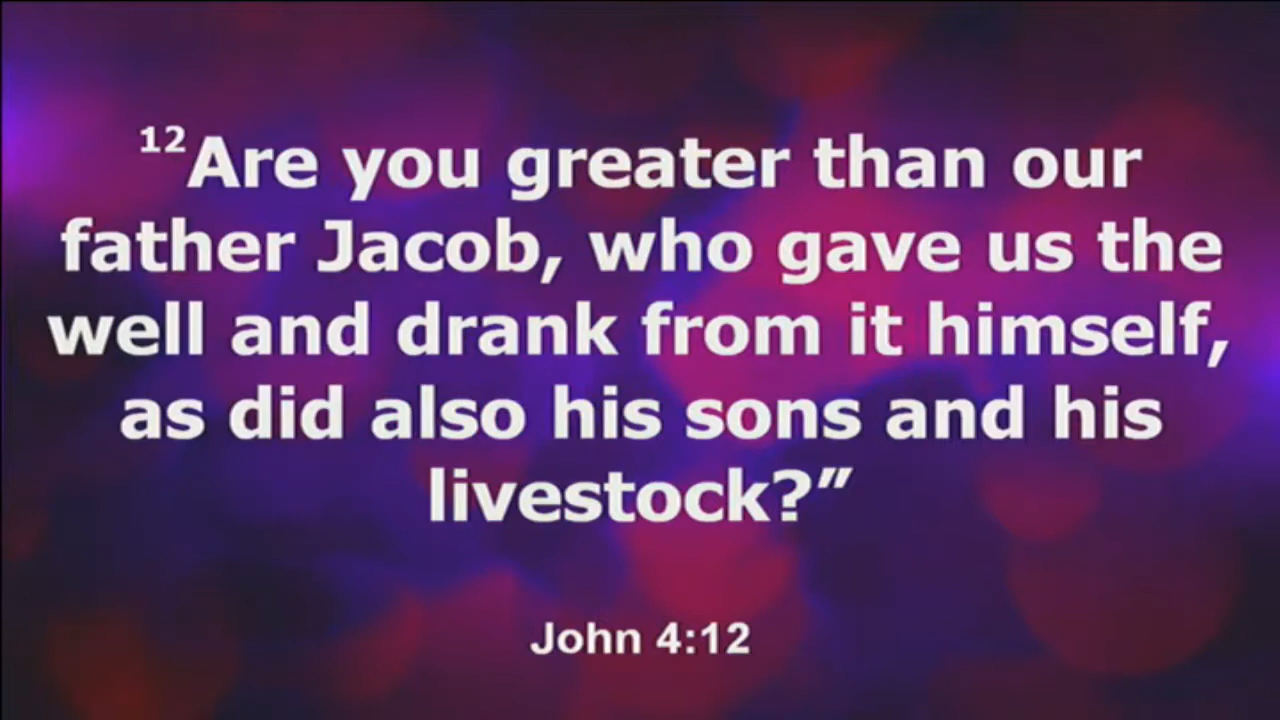 ¹²Are you greater than our
father Jacob, who gave us the
well and drank from it himself,
as did also his sons and his
livestock?”
John 4:12